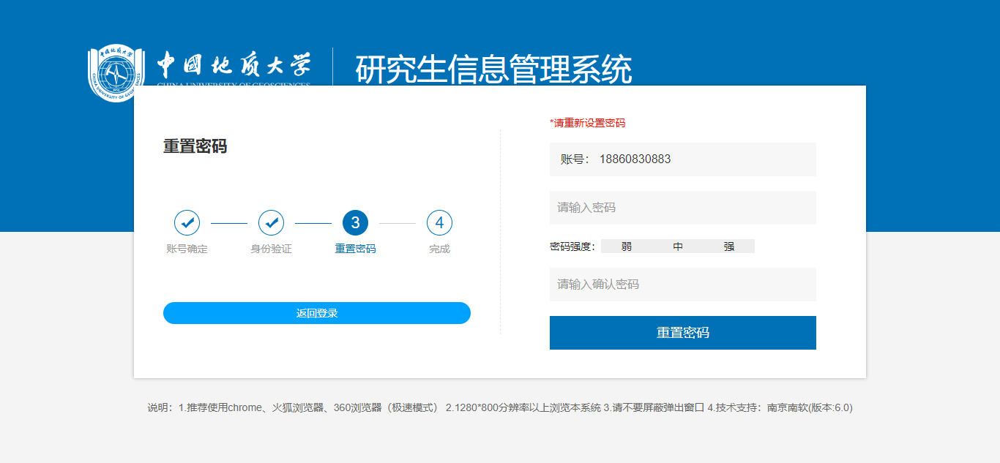 中国地质大学
CHINA UNIVERSITY OF GEOSCIENCES
研究生信息管理系统
重置密码
3
4
账号确定
身份验证
重置密码
完成
返回登录
*请重新设置密码
账号： 18860830883
请输入密码
密码强度： 弱 中 强
请输入确认密码
重置密码
说明：1.推荐使用chrome、火狐浏览器、360浏览器（极速模式） 2.1280*800分辨率以上浏览本系统 3.请不要屏蔽弹出窗口 4.技术支持：南京南软(版本:6.0)